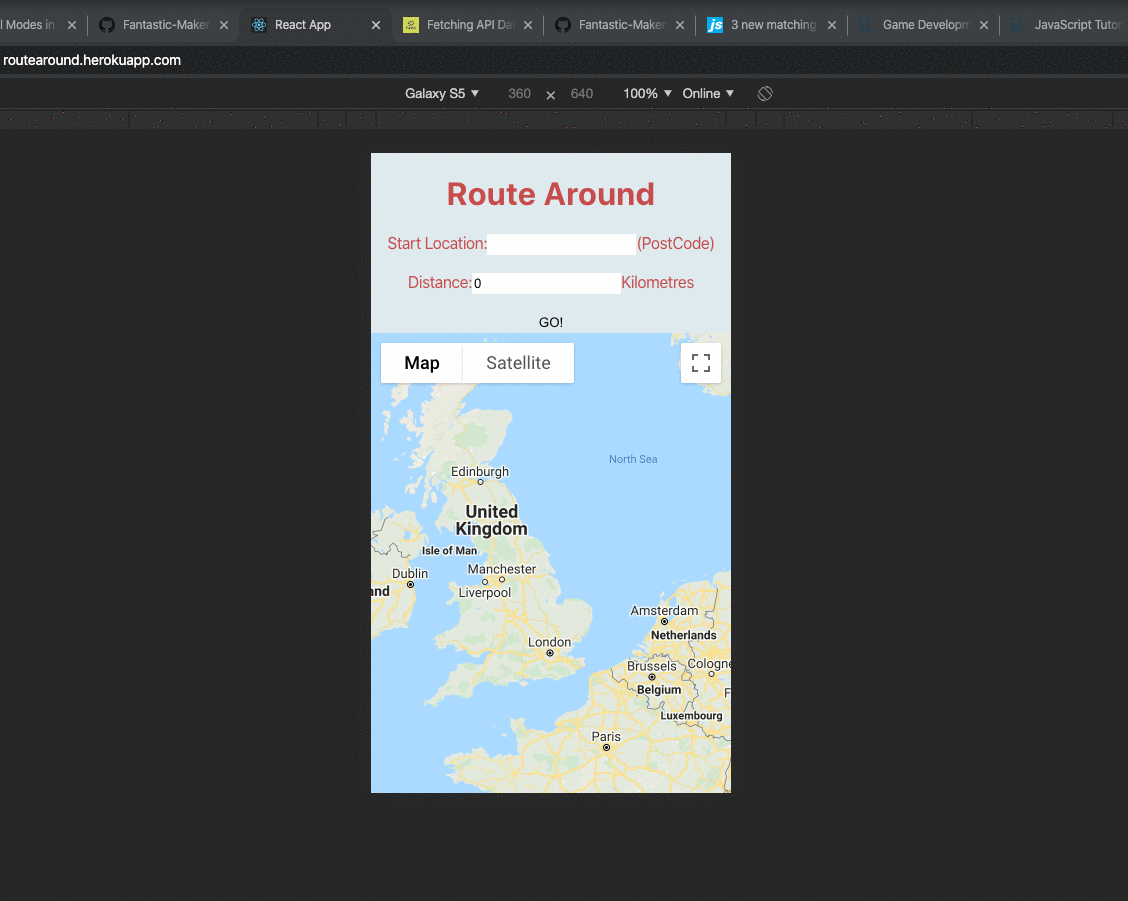 l Modes in
Fantastic-Maker
React App
Fetching API Dat
Fantastic-Maker
JS 3 new matching
Game Developm
JavaScript Tutor
routearound.herokuapp.com
Galaxy S5 360 × 640 100% Online
Route Around
Start Location: (PostCode)
Distance: 0 Kilometres
GO!
Map Satellite
North Sea
Edinburgh
United
Kingdom
Isle of Man
Manchester
Dublin
and
Liverpool
Amsterdam
Netherlands
London
Brussels
Cologne
Belgium
F
Luxembourg
Paris